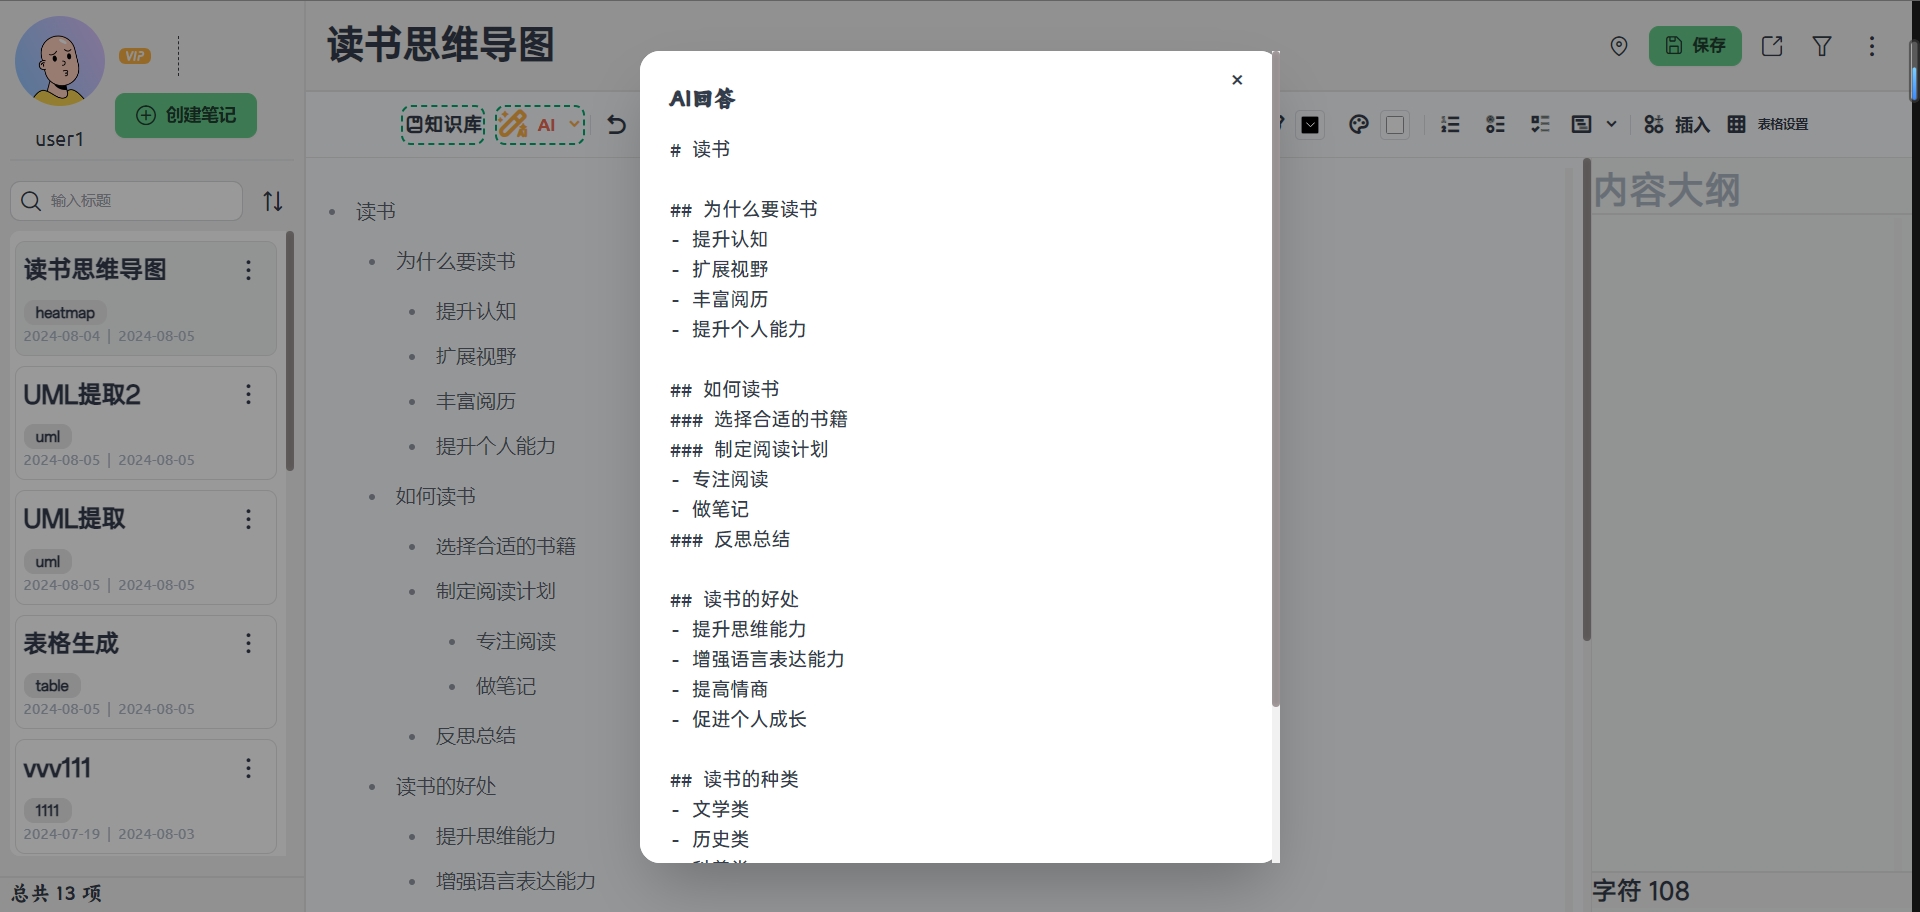 VIP
创建笔记
user1
输入标题
读书思维导图
heatmap
2024-08-04 | 2024-08-05
UML提取2
uml
2024-08-05 | 2024-08-05
UML提取
uml
2024-08-05 | 2024-08-05
表格生成
table
2024-08-05 | 2024-08-05
vvv111
1111
2024-07-19 | 2024-08-03
总共 13 项
读书思维导图
保存
知识库
AI
插入
表格设置
读书
为什么要读书
提升认知
扩展视野
丰富阅历
提升个人能力
如何读书
选择合适的书籍
制定阅读计划
专注阅读
做笔记
反思总结
读书的好处
提升思维能力
增强语言表达能力
AI回答
# 读书
## 为什么要读书
- 提升认知
- 扩展视野
- 丰富阅历
- 提升个人能力
## 如何读书
### 选择合适的书籍
### 制定阅读计划
- 专注阅读
- 做笔记
### 反思总结
## 读书的好处
- 提升思维能力
- 增强语言表达能力
- 提高情商
- 促进个人成长
## 读书的种类
- 文学类
- 历史类
内容大纲
字符 108